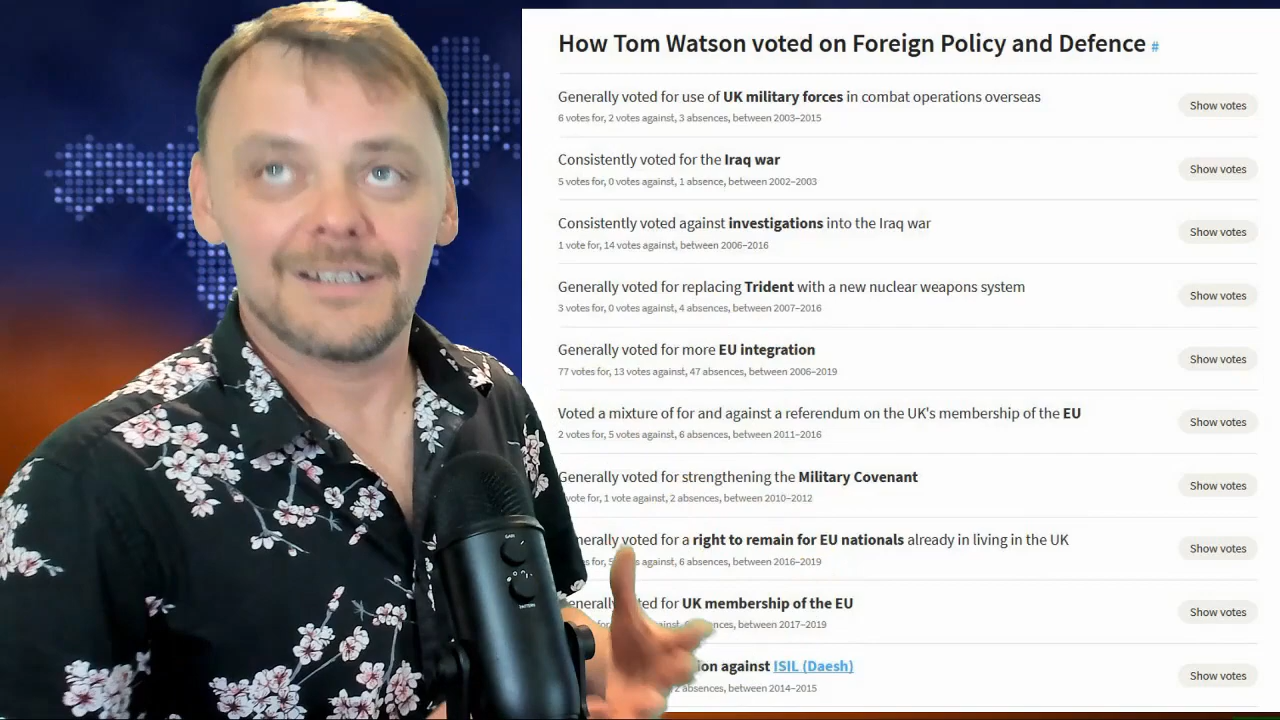 How Tom Watson voted on Foreign Policy and Defence #
Generally voted for use of UK military forces in combat operations overseas
6 votes for, 2 votes against, 3 absences, between 2003–2015
Show votes
Consistently voted for the Iraq war
5 votes for, 0 votes against, 1 absence, between 2002–2003
Show votes
Consistently voted against investigations into the Iraq war
1 vote for, 14 votes against, between 2006–2016
Show votes
Generally voted for replacing Trident with a new nuclear weapons system
3 votes for, 0 votes against, 4 absences, between 2007–2016
Show votes
Generally voted for more EU integration
77 votes for, 13 votes against, 47 absences, between 2006–2019
Show votes
Voted a mixture of for and against a referendum on the UK's membership of the EU
2 votes for, 5 votes against, 6 absences, between 2011–2016
Show votes
Generally voted for strengthening the Military Covenant
vote for, 1 vote against, 2 absences, between 2010–2012
Show votes
voted for a right to remain for EU nationals already in living in the UK
against, 6 absences, between 2016–2019
Show votes
for UK membership of the EU
between 2017–2019
Show votes
against ISIL (Daesh)
2 absences, between 2014–2015
Show votes